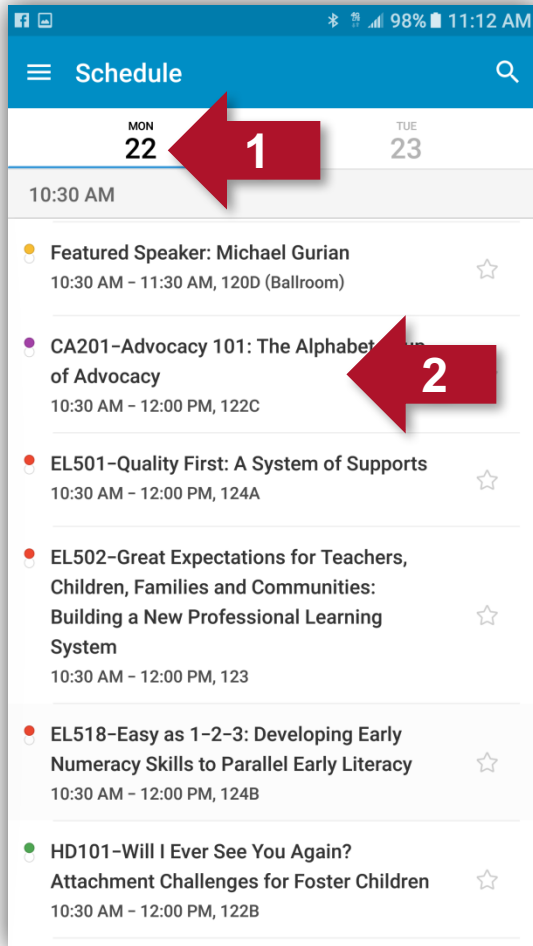 98% 11:12 AM
Schedule
MON TUE
22 23
1
10:30 AM
Featured Speaker: Michael Gurian
10:30 AM – 11:30 AM, 120D (Ballroom)
CA201–Advocacy 101: The Alphabet
of Advocacy
10:30 AM – 12:00 PM, 122C
2
EL501–Quality First: A System of Supports
10:30 AM – 12:00 PM, 124A
EL502–Great Expectations for Teachers,
Children, Families and Communities:
Building a New Professional Learning
System
10:30 AM – 12:00 PM, 123
EL518–Easy as 1–2–3: Developing Early
Numeracy Skills to Parallel Early Literacy
10:30 AM – 12:00 PM, 124B
HD101–Will I Ever See You Again?
Attachment Challenges for Foster Children
10:30 AM – 12:00 PM, 122B